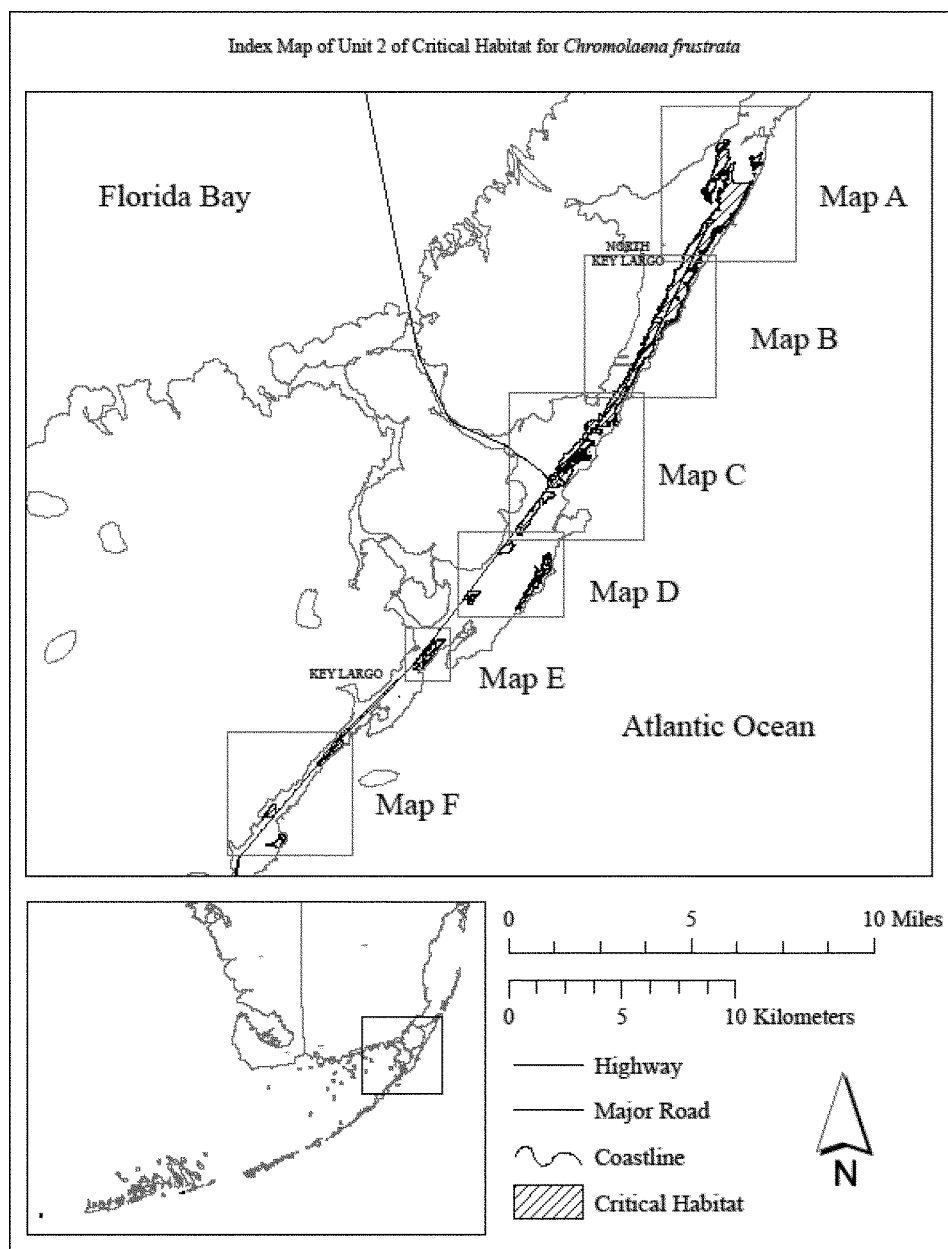 Index Map of Unit 2 of Critical Habitat for Chromolaena frustrata
Florida Bay
Map A
NORTH
KEY LARGO
Map B
Map C
Map D
KEY LARGO
Map E
Atlantic Ocean
Map F
0 5 10 Miles
0 5 10 Kilometers
Highway
Major Road
Coastline
Critical Habitat
N